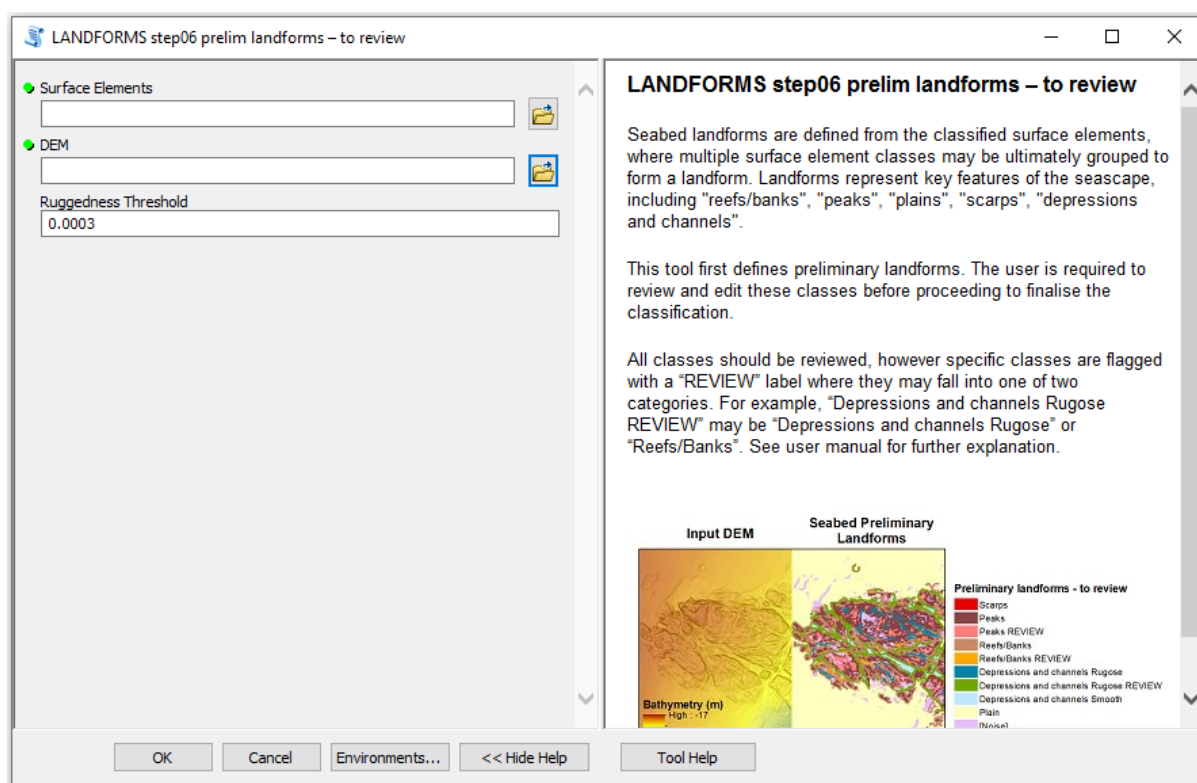 LANDFORMS step06 prelim landforms – to review
Surface Elements
DEM
Ruggedness Threshold
0.0003
LANDFORMS step06 prelim landforms – to review
Seabed landforms are defined from the classified surface elements,
where multiple surface element classes may be ultimately grouped to
form a landform. Landforms represent key features of the seascape,
including "reefs/banks", "peaks", "plains", "scarps", "depressions
and channels".
This tool first defines preliminary landforms. The user is required to
review and edit these classes before proceeding to finalise the
classification.
All classes should be reviewed, however specific classes are flagged
with a “REVIEW” label where they may fall into one of two
categories. For example, “Depressions and channels Rugose
REVIEW” may be “Depressions and channels Rugose” or
“Reefs/Banks”. See user manual for further explanation.
Input DEM
Seabed Preliminary
Landforms
Bathymetry (m)
High : -17
Preliminary landforms - to review
Scarps
Peaks
Peaks REVIEW
Reefs/Banks
Reefs/Banks REVIEW
Depressions and channels Rugose
Depressions and channels Rugose REVIEW
Depressions and channels Smooth
Plain
[Noise]
OK
Cancel
Environments...
<< Hide Help
Tool Help